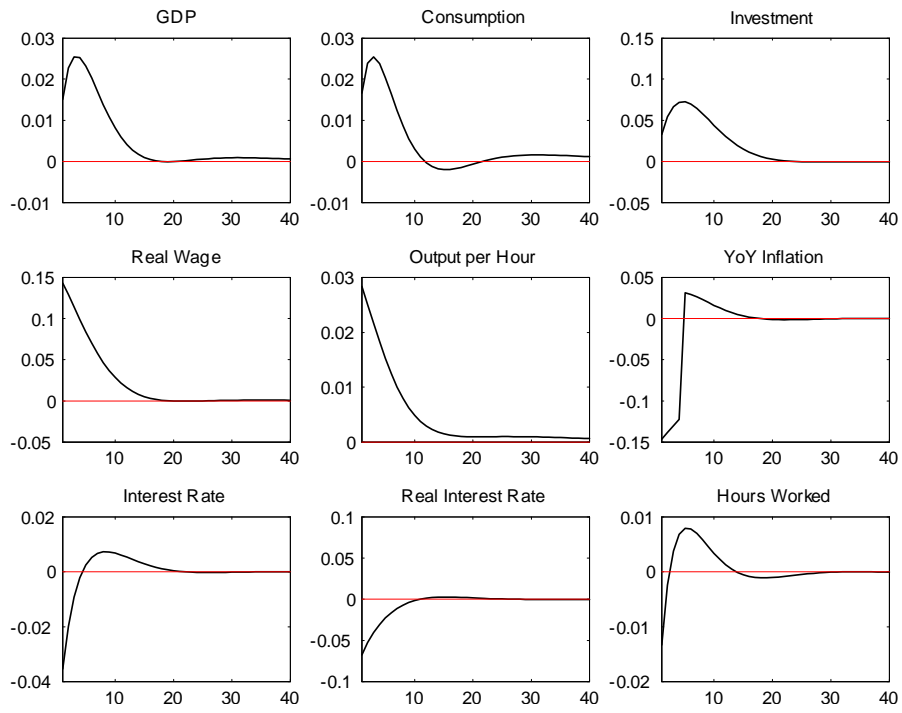 GDP
0.03
0.02
0.01
0
-0.01
10 20 30 40
Consumption
0.03
0.02
0.01
0
-0.01
10 20 30 40
Investment
0.15
0.1
0.05
0
-0.05
10 20 30 40
Real Wage
0.15
0.1
0.05
0
-0.05
10 20 30 40
Output per Hour
0.03
0.02
0.01
0
10 20 30 40
YoY Inflation
0.05
0
-0.05
-0.1
-0.15
10 20 30 40
Interest Rate
0.02
0
-0.02
-0.04
10 20 30 40
Real Interest Rate
0.1
0.05
0
-0.05
-0.1
10 20 30 40
Hours Worked
0.01
0
-0.01
-0.02
10 20 30 40